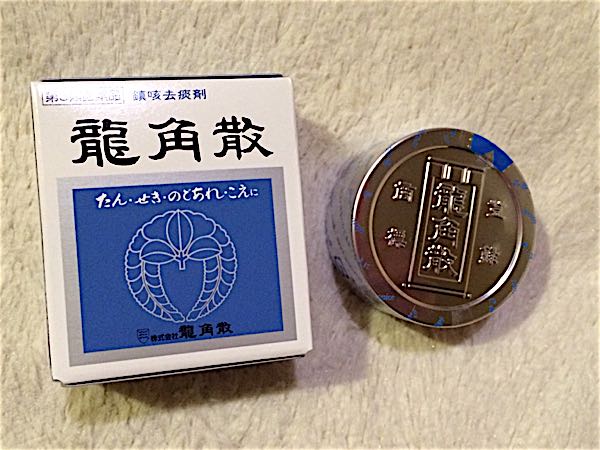 鎮咳去痰剤
龍角散
たん・せき・のどあれ・こえに
株式会社 龍角散
龍角散